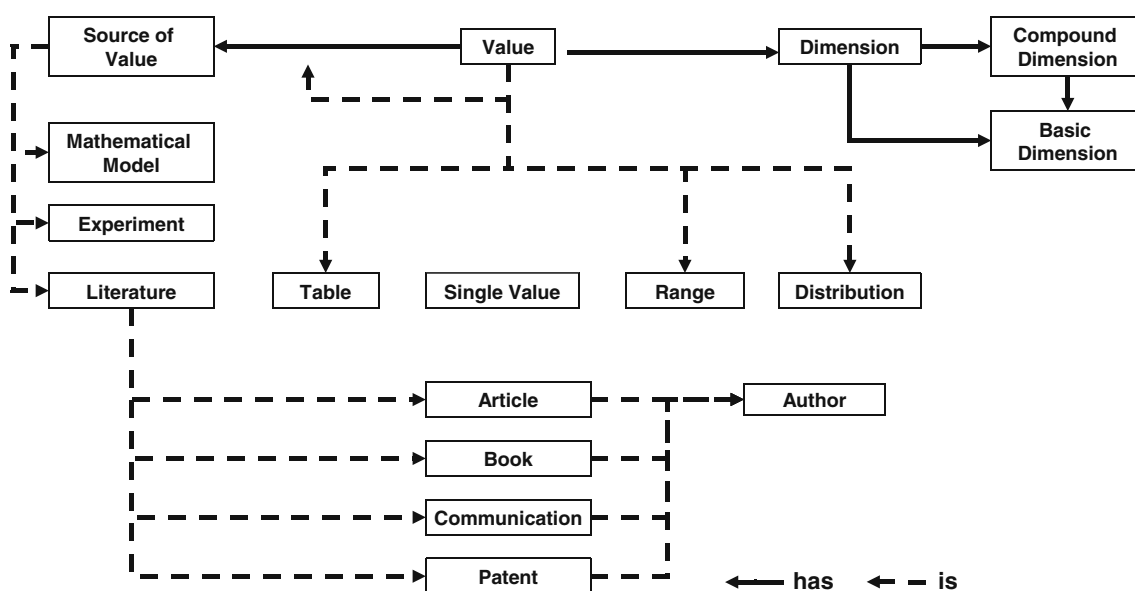 Source of
Value
Value
Dimension
Compound
Dimension
Mathematical
Model
Basic
Dimension
Experiment
Literature
Table
Single Value
Range
Distribution
Article
Author
Book
Communication
Patent
has
is